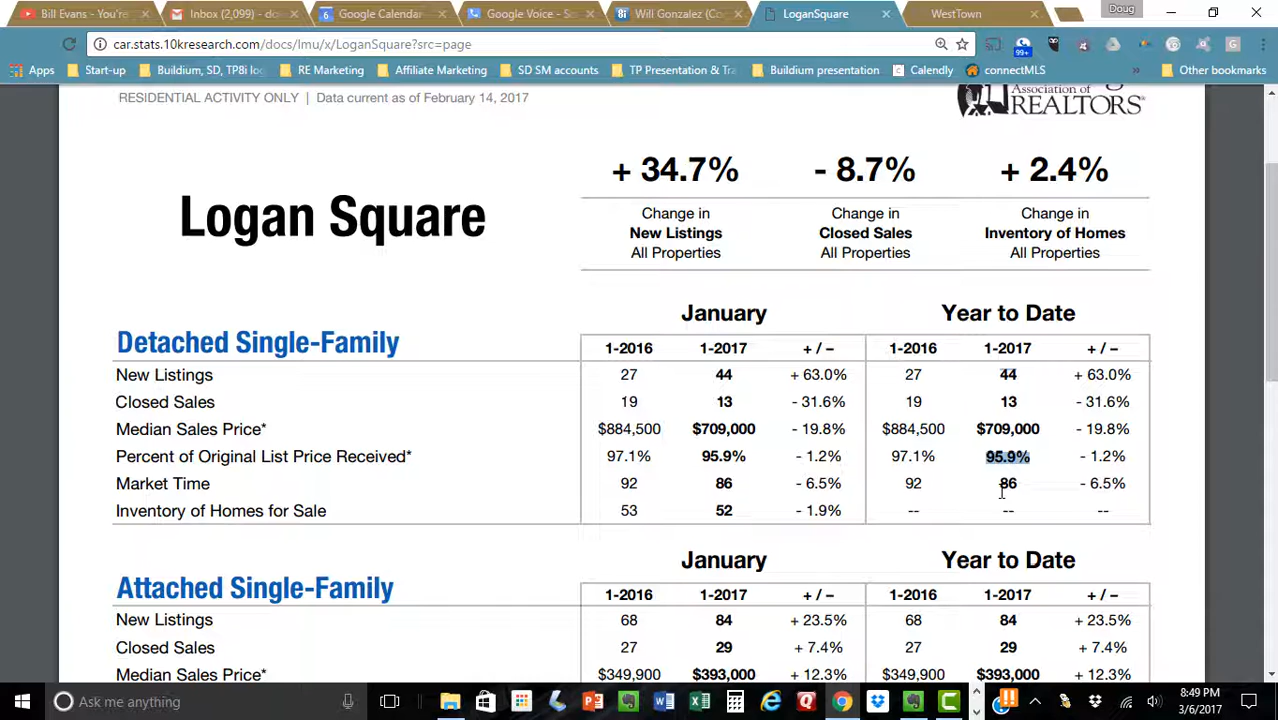 Bill Evans - You're
Inbox (2,099) - do
6 Google Calendar
Google Voice - S
8i Will Gonzalez (Co
LoganSquare
WestTown
Doug
car.stats.10kresearch.com/docs/lmu/x/LoganSquare?src=page
99+
G
Apps
Start-up
Buildium, SD, TP8i log
RE Marketing
Affiliate Marketing
SD SM accounts
TP Presentation & Tra
Buildium presentation
Calendly
connectMLS
»
Other bookmarks
RESIDENTIAL ACTIVITY ONLY | Data current as of February 14, 2017
Association of
REALTORS®
+ 34.7% - 8.7% + 2.4%
Logan Square
Change in Change in Change in
New Listings Closed Sales Inventory of Homes
All Properties All Properties All Properties
January Year to Date
Detached Single-Family 1-2016 1-2017 + / – 1-2016 1-2017 + / –
New Listings 27 44 + 63.0% 27 44 + 63.0%
Closed Sales 19 13 - 31.6% 19 13 - 31.6%
Median Sales Price* $884,500 $709,000 - 19.8% $884,500 $709,000 - 19.8%
Percent of Original List Price Received* 97.1% 95.9% - 1.2% 97.1% 95.9% - 1.2%
Market Time 92 86 - 6.5% 92 86 - 6.5%
Inventory of Homes for Sale 53 52 - 1.9% -- -- --
January Year to Date
Attached Single-Family 1-2016 1-2017 + / – 1-2016 1-2017 + / –
New Listings 68 84 + 23.5% 68 84 + 23.5%
Closed Sales 27 29 + 7.4% 27 29 + 7.4%
Median Sales Price* $349,900 $393,000 + 12.3% $349,900 $393,000 + 12.3%
Ask me anything
8:49 PM
3/6/2017